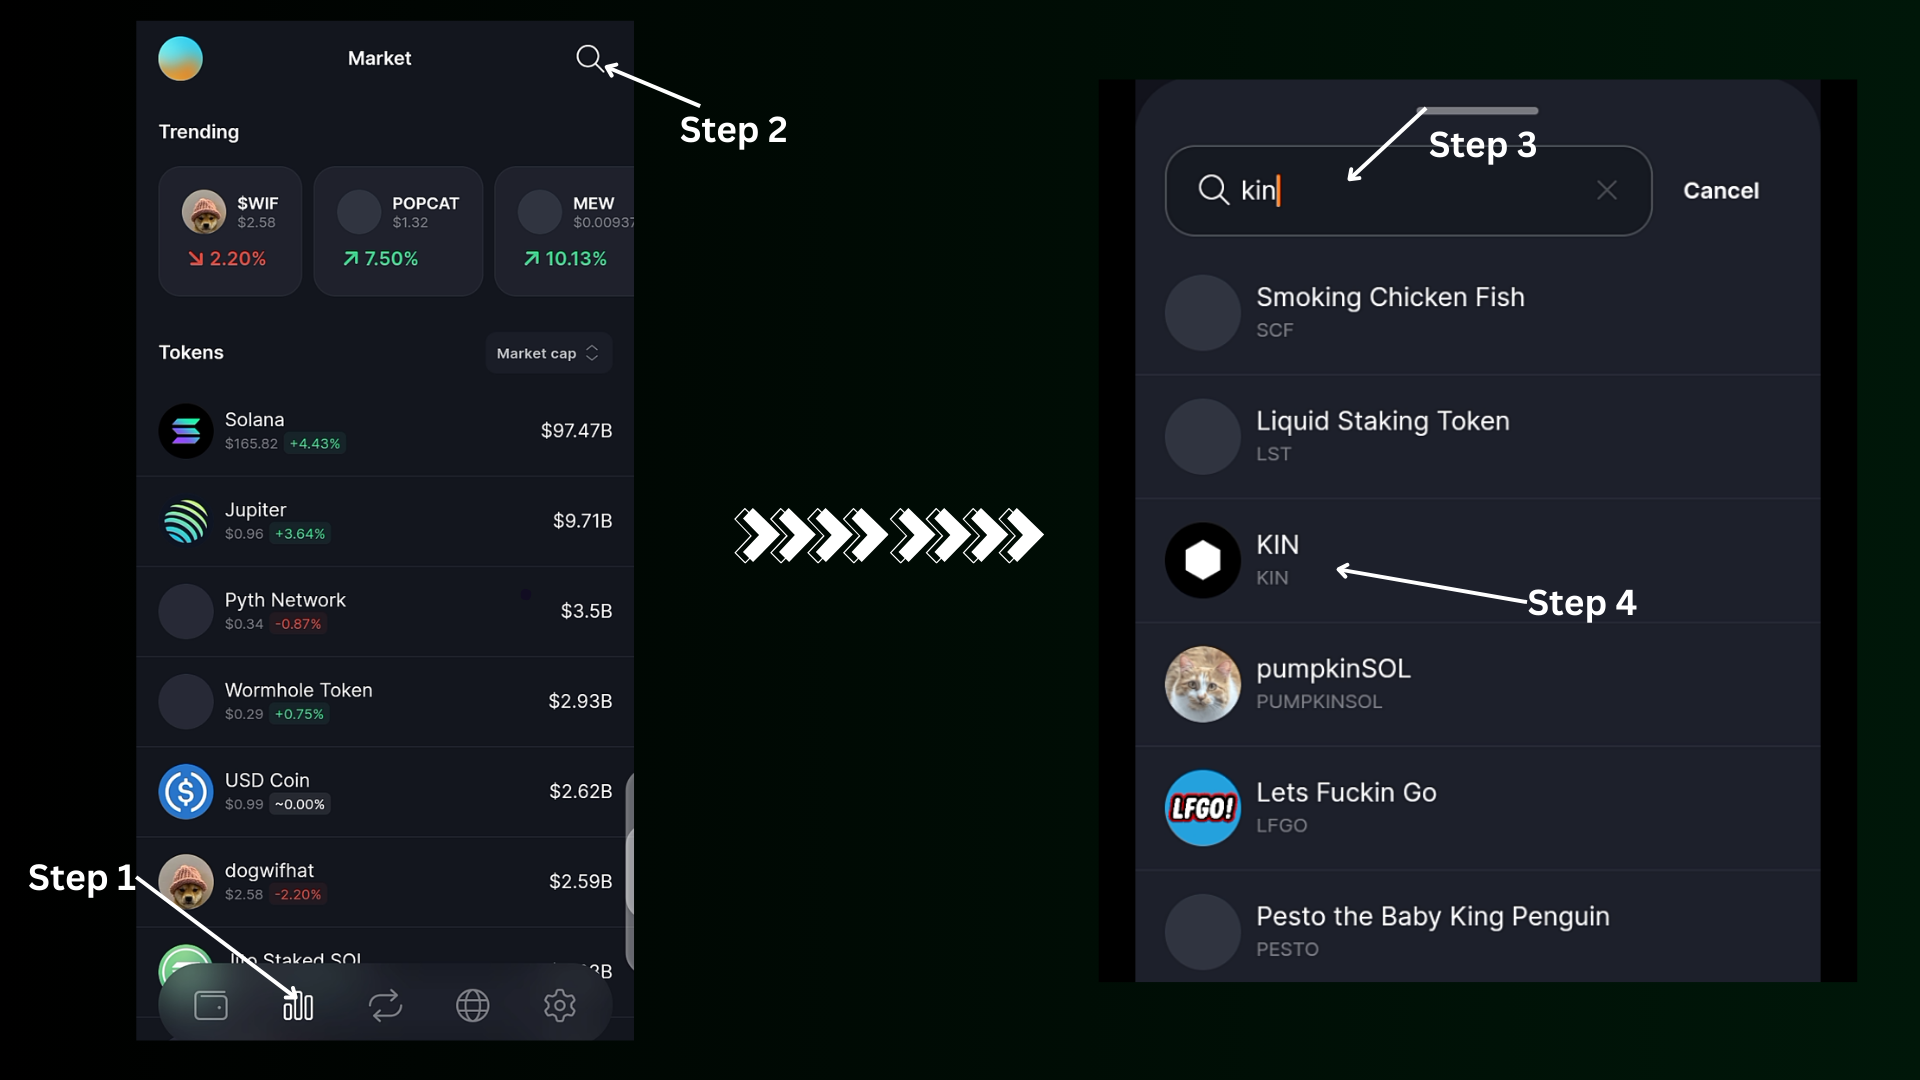 Market
Step 2
Trending
$WIF
$2.58
2.20%
POPCAT
$1.32
7.50%
MEW
$0.00937
10.13%
Tokens
Market cap
Solana
$165.82 +4.43%
$97.47B
Jupiter
$0.96 +3.64%
$9.71B
Pyth Network
$0.34 -0.87%
$3.5B
Wormhole Token
$0.29 +0.75%
$2.93B
USD Coin
$0.99 ~0.00%
$2.62B
Step 1
dogwifhat
$2.58 -2.20%
$2.59B
Staked SOL
Step 3
kin
Cancel
Smoking Chicken Fish
SCF
Liquid Staking Token
LST
KIN
KIN
Step 4
pumpkinSOL
PUMPKINSOL
LFGO!
Lets Fuckin Go
LFGO
Pesto the Baby King Penguin
PESTO